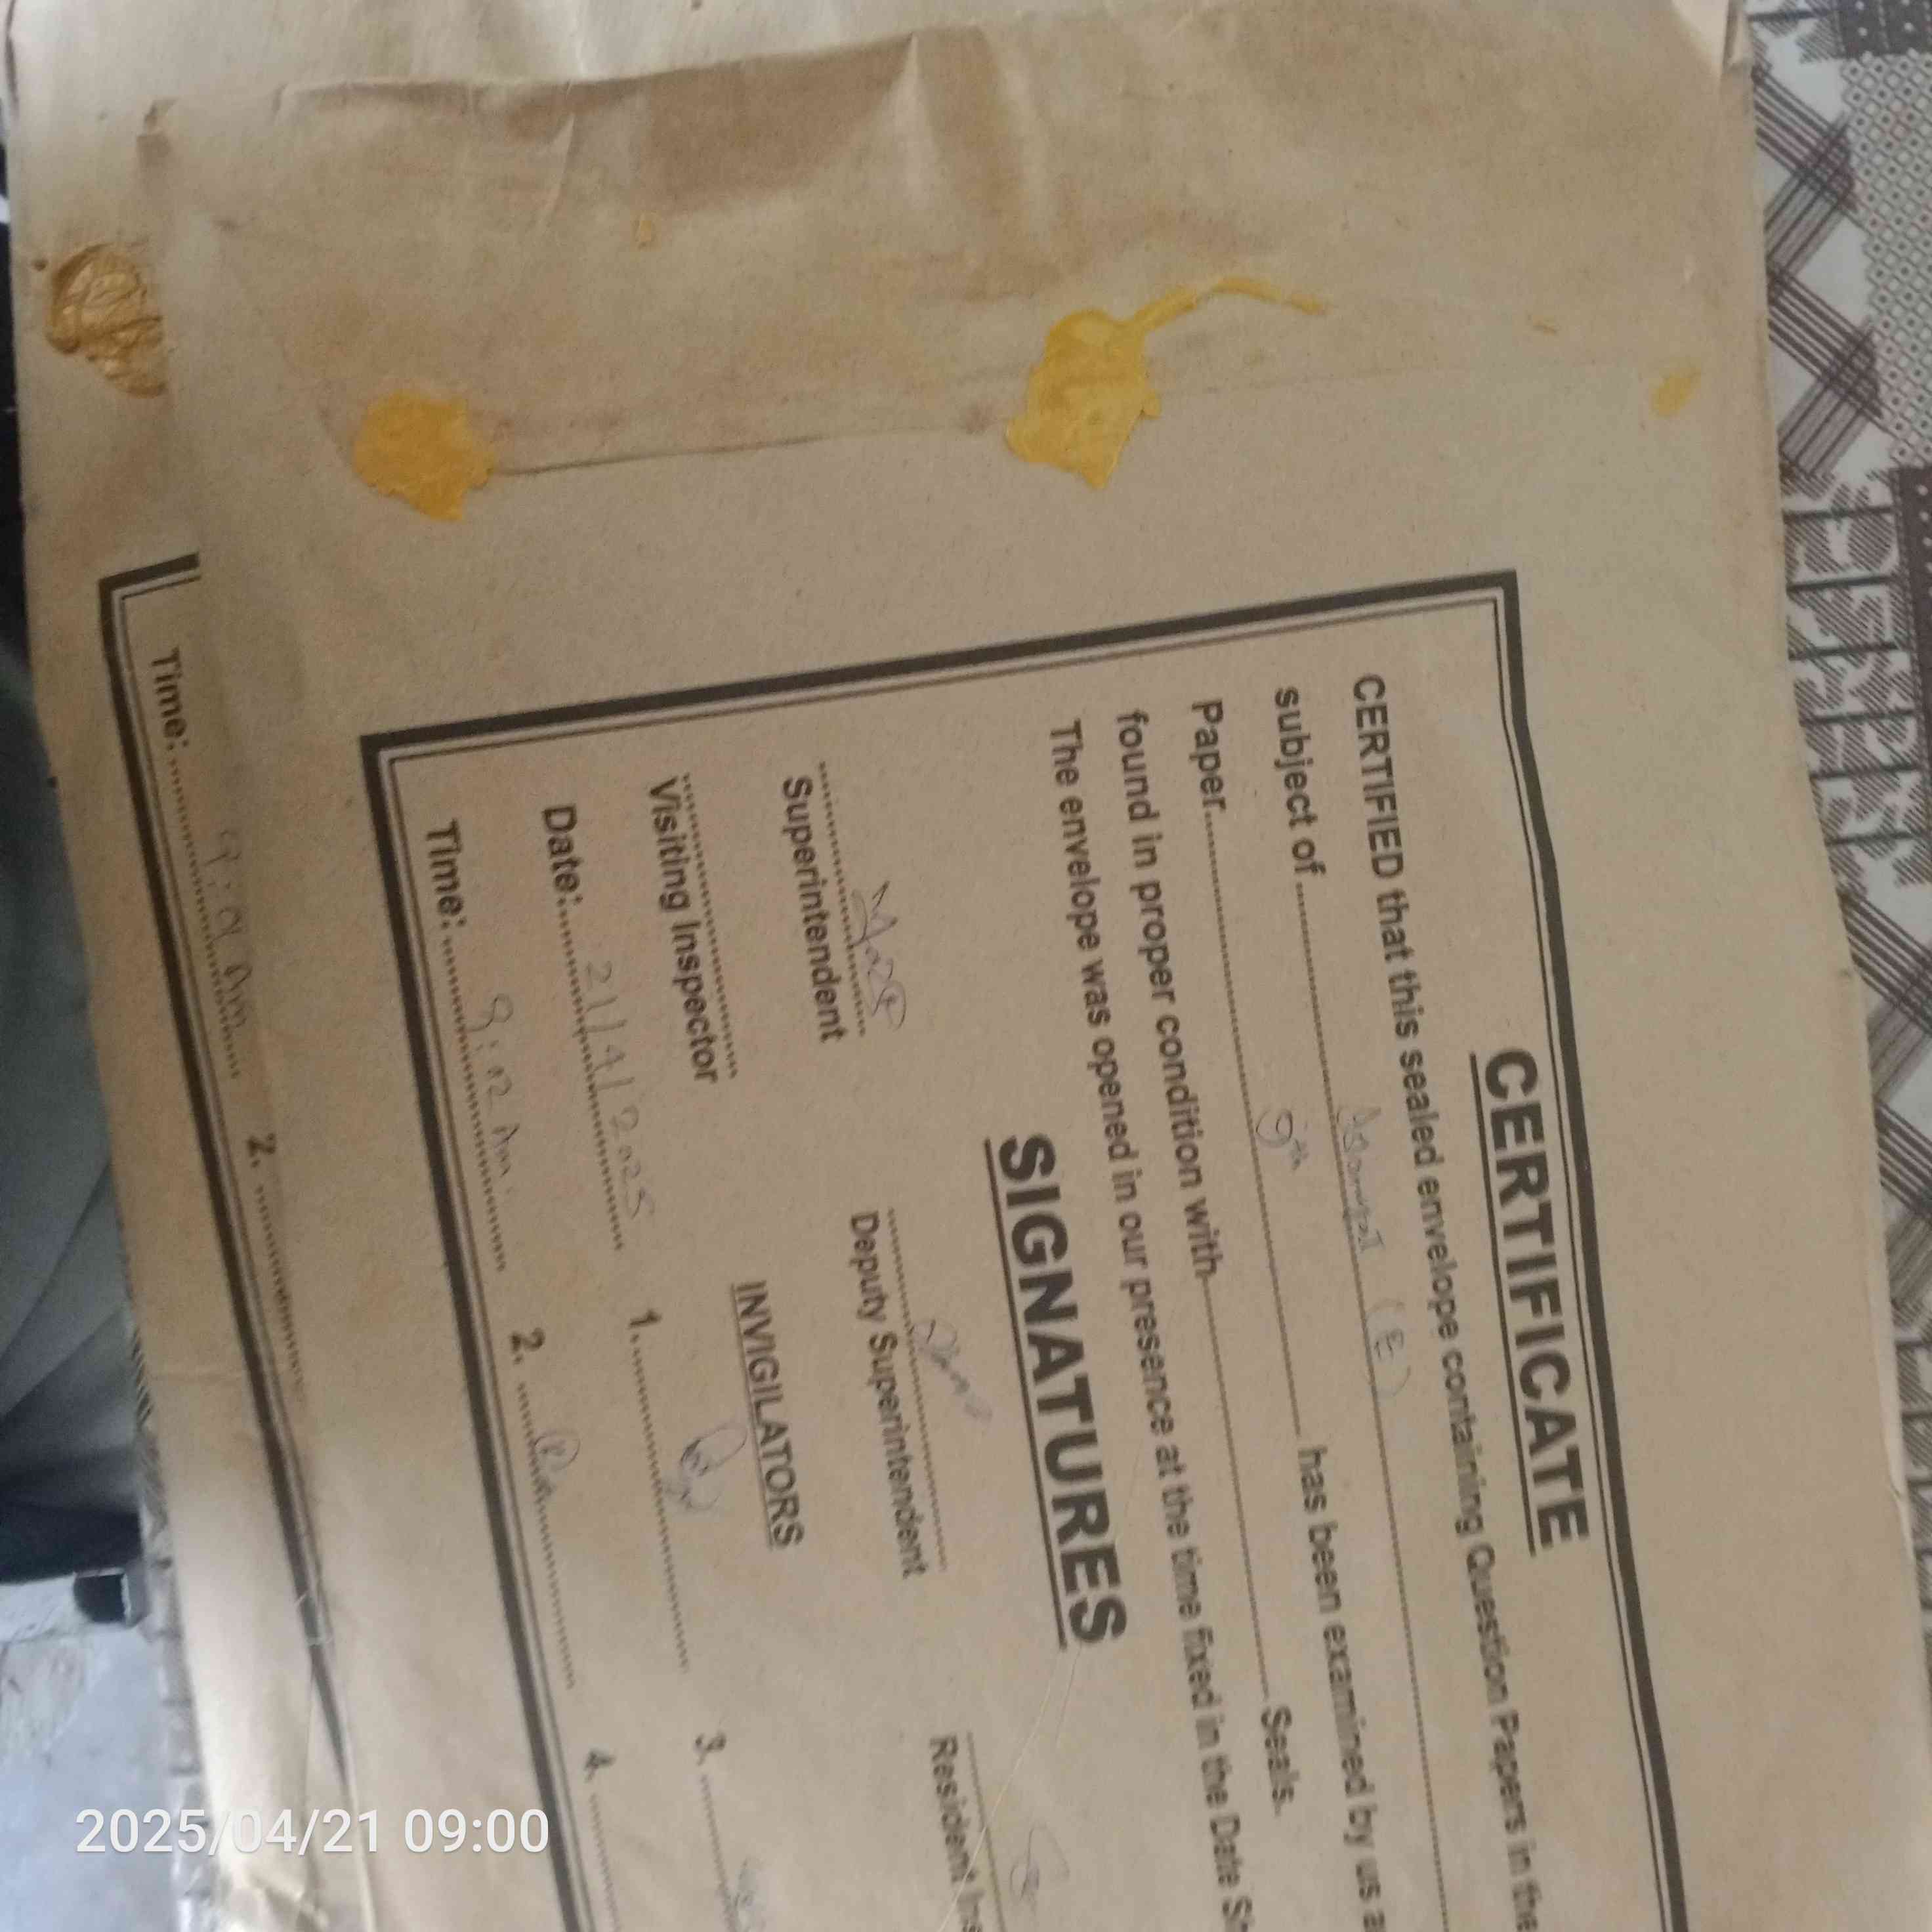 CERTIFICATE
CERTIFIED that this sealed envelope containing Question Papers in the
subject of (E)
Paper 9th has been examined by us a
found in proper condition with Seals.
The envelope was opened in our presence at the time fixed in the Date Sh
SIGNATURES
Superintendent
Deputy Superintendent
Resident Ins
Visiting Inspector
INVIGILATORS
Date: 21/4/2025
1.
3.
Time:
2.
4.
Time:
2.
2025/04/21 09:00